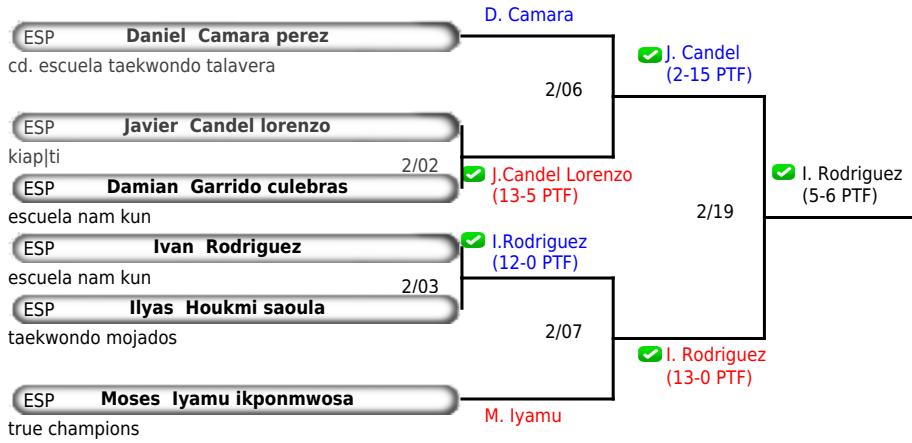 D. Camara
ESP Daniel Camara perez
cd. escuela taekwondo talavera
J. Candel
(2-15 PTF)
2/06
ESP Javier Candel lorenzo
kiap|ti
2/02
J.Candel Lorenzo
(13-5 PTF)
ESP Damian Garrido culebras
escuela nam kun
I. Rodriguez
(5-6 PTF)
2/19
ESP Ivan Rodriguez
escuela nam kun
I.Rodriguez
(12-0 PTF)
2/03
ESP Ilyas Houkmi saoula
taekwondo mojados
2/07
I. Rodriguez
(13-0 PTF)
ESP Moses Iyamu ikponmwosa
true champions
M. Iyamu